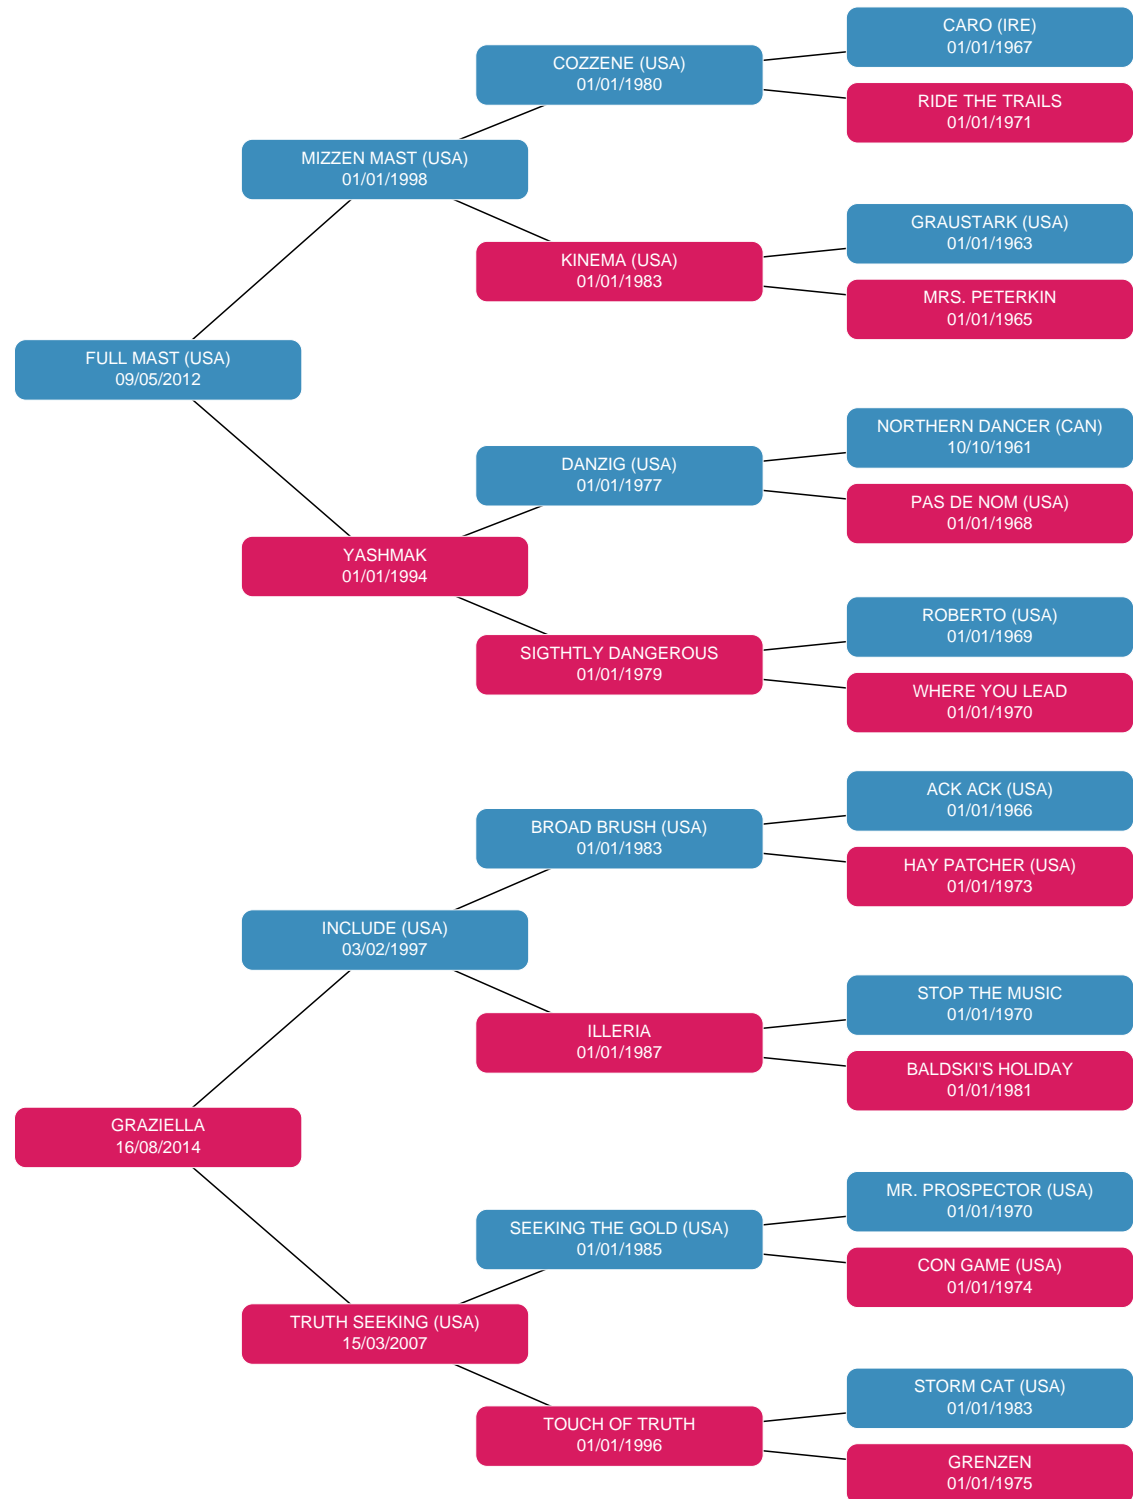 CARO (IRE)
01/01/1967
COZZENE (USA)
01/01/1980
RIDE THE TRAILS
01/01/1971
MIZZEN MAST (USA)
01/01/1998
GRAUSTARK (USA)
01/01/1963
KINEMA (USA)
01/01/1983
MRS. PETERKIN
01/01/1965
FULL MAST (USA)
09/05/2012
NORTHERN DANCER (CAN)
10/10/1961
DANZIG (USA)
01/01/1977
PAS DE NOM (USA)
01/01/1968
YASHMAK
01/01/1994
ROBERTO (USA)
01/01/1969
SIGTHTLY DANGEROUS
01/01/1979
WHERE YOU LEAD
01/01/1970
ACK ACK (USA)
01/01/1966
BROAD BRUSH (USA)
01/01/1983
HAY PATCHER (USA)
01/01/1973
INCLUDE (USA)
03/02/1997
STOP THE MUSIC
01/01/1970
ILLERIA
01/01/1987
BALDSKI'S HOLIDAY
01/01/1981
GRAZIELLA
16/08/2014
MR. PROSPECTOR (USA)
01/01/1970
SEEKING THE GOLD (USA)
01/01/1985
CON GAME (USA)
01/01/1974
TRUTH SEEKING (USA)
15/03/2007
STORM CAT (USA)
01/01/1983
TOUCH OF TRUTH
01/01/1996
GRENZEN
01/01/1975